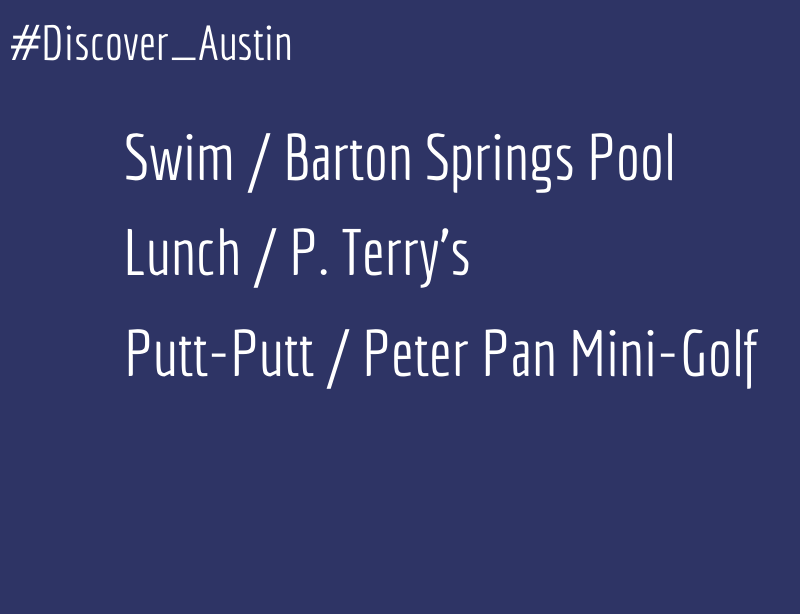 #Discover_Austin
Swim / Barton Springs Pool
Lunch / P. Terry's
Putt-Putt / Peter Pan Mini-Golf